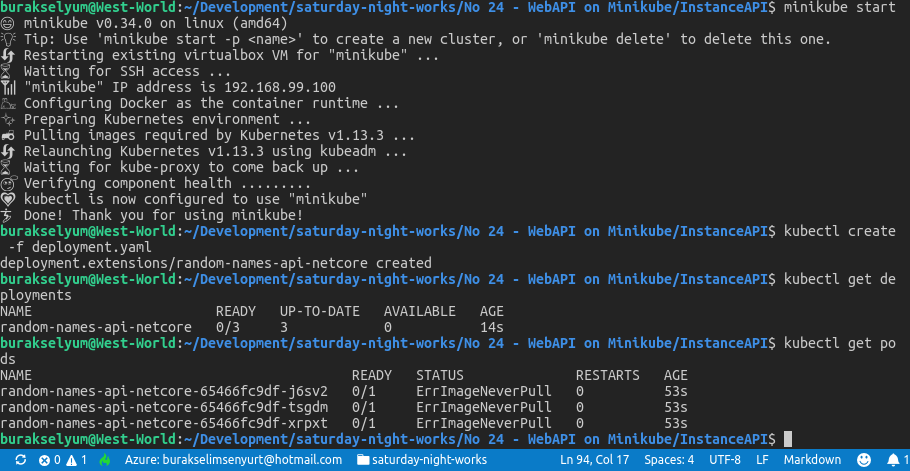 burakselyum@West-World:~/Development/saturday-night-works/No 24 - WebAPI on Minikube/InstanceAPI$ minikube start
😄 minikube v0.34.0 on linux (amd64)
💡 Tip: Use 'minikube start -p <name>' to create a new cluster, or 'minikube delete' to delete this one.
🔄 Restarting existing virtualbox VM for "minikube" ...
⌛ Waiting for SSH access ...
📶 "minikube" IP address is 192.168.99.100
🐳 Configuring Docker as the container runtime ...
✨ Preparing Kubernetes environment ...
🚜 Pulling images required by Kubernetes v1.13.3 ...
🔄 Relaunching Kubernetes v1.13.3 using kubeadm ...
⌛ Waiting for kube-proxy to come back up ...
🤔 Verifying component health .........
💗 kubectl is now configured to use "minikube"
🏄 Done! Thank you for using minikube!
burakselyum@West-World:~/Development/saturday-night-works/No 24 - WebAPI on Minikube/InstanceAPI$ kubectl create
-f deployment.yaml
deployment.extensions/random-names-api-netcore created
burakselyum@West-World:~/Development/saturday-night-works/No 24 - WebAPI on Minikube/InstanceAPI$ kubectl get de
ployments
NAME READY UP-TO-DATE AVAILABLE AGE
random-names-api-netcore 0/3 3 0 14s
burakselyum@West-World:~/Development/saturday-night-works/No 24 - WebAPI on Minikube/InstanceAPI$ kubectl get po
ds
NAME READY STATUS RESTARTS AGE
random-names-api-netcore-65466fc9df-j6sv2 0/1 ErrImageNeverPull 0 53s
random-names-api-netcore-65466fc9df-tsgdm 0/1 ErrImageNeverPull 0 53s
random-names-api-netcore-65466fc9df-xrpxt 0/1 ErrImageNeverPull 0 53s
burakselyum@West-World:~/Development/saturday-night-works/No 24 - WebAPI on Minikube/InstanceAPI$
0 1 Azure: burakselimsenyurt@hotmail.com saturday-night-works Ln 94, Col 17 Spaces: 4 UTF-8 LF Markdown 1